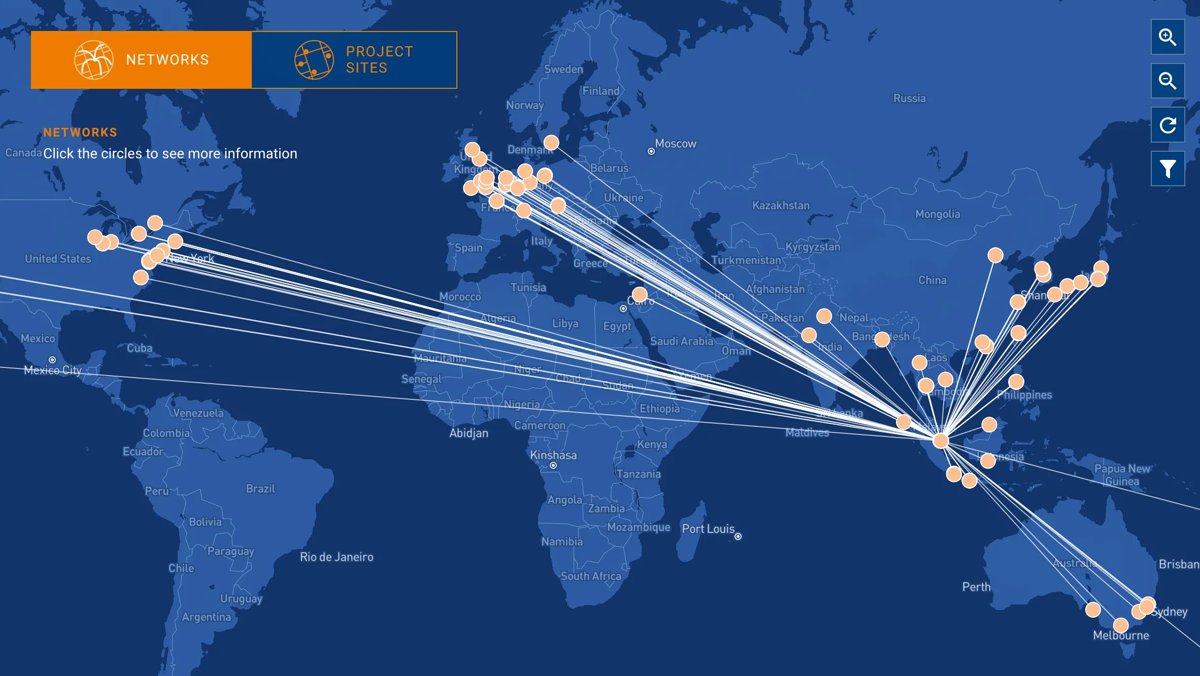 NETWORKS
PROJECT
SITES
NETWORKS
Click the circles to see more information
Sweden
Finland
Norway
Russia
Moscow
Denmark
Canada
Belarus
Ukraine
Kazakhstan
Mongolia
United States
New York
Spain
Italy
Greece
Turkmenistan
Kyrgyzstan
China
Morocco
Tunisia
Afghanistan
Iran
Cairo
Algeria
Libya
Egypt
Pakistan
Nepal
Mexico
Cuba
Mexico City
Saudi Arabia
Oman
India
Laos
Mauritania
Senegal
Niger
Chad
Sudan
Philippines
Nigeria
Ethiopia
Venezuela
Colombia
Ecuador
Cameroon
Abidjan
Maldives
Kenya
Kinshasa
Papua New
Guinea
Peru
Brazil
Tanzania
Angola
Zambia
Bolivia
Mozambique
Port Louis
Namibia
Paraguay
Rio de Janeiro
Chile
South Africa
Australia
Brisban
Perth
Uruguay
Argentina
Sydney
Melbourne